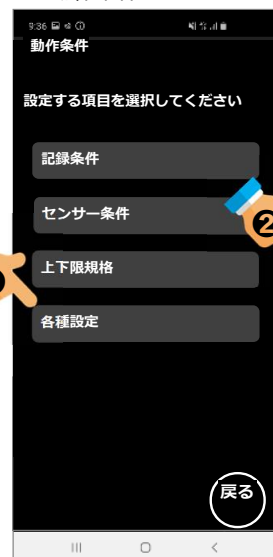 9:36
動作条件
設定する項目を選択してください
記録条件
センサー条件
2
上下限規格
各種設定
戻る